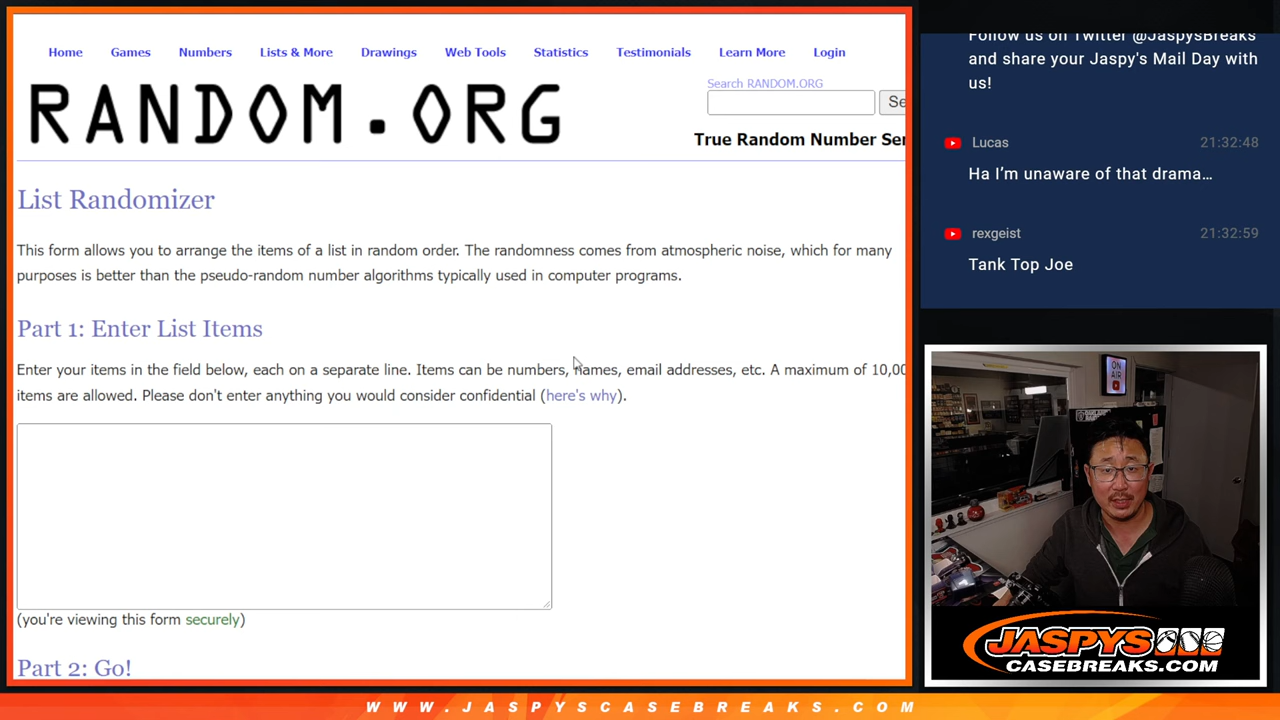 Home Games Numbers Lists & More Drawings Web Tools Statistics Testimonials Learn More Login
RANDOM.ORG
Search RANDOM.ORG
Se
True Random Number Ser
List Randomizer
This form allows you to arrange the items of a list in random order. The randomness comes from atmospheric noise, which for many
purposes is better than the pseudo-random number algorithms typically used in computer programs.
Part 1: Enter List Items
Enter your items in the field below, each on a separate line. Items can be numbers, names, email addresses, etc. A maximum of 10,00
items are allowed. Please don't enter anything you would consider confidential (here's why).
(you're viewing this form securely)
Part 2: Go!
Follow us on Twitter @JaspysBreaks
and share your Jaspy's Mail Day with
us!
Lucas 21:32:48
Ha I'm unaware of that drama…
rexgeist 21:32:59
Tank Top Joe
ON
AIR
JASPYS
CASEBREAKS.COM
WWW.JASPYSCASEBREAKS.COM